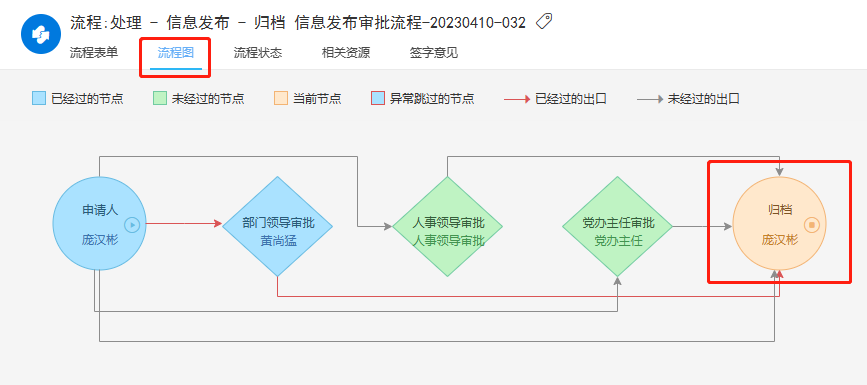 流程:处理 - 信息发布 - 归档 信息发布审批流程-20230410-032
流程表单 流程图 流程状态 相关资源 签字意见
已经过的节点 未经过的节点 当前节点 异常跳过的节点 已经过的出口 未经过的出口
申请人
庞汉彬
部门领导审批
黄尚猛
人事领导审批
人事领导审批
党办主任审批
党办主任
归档
庞汉彬